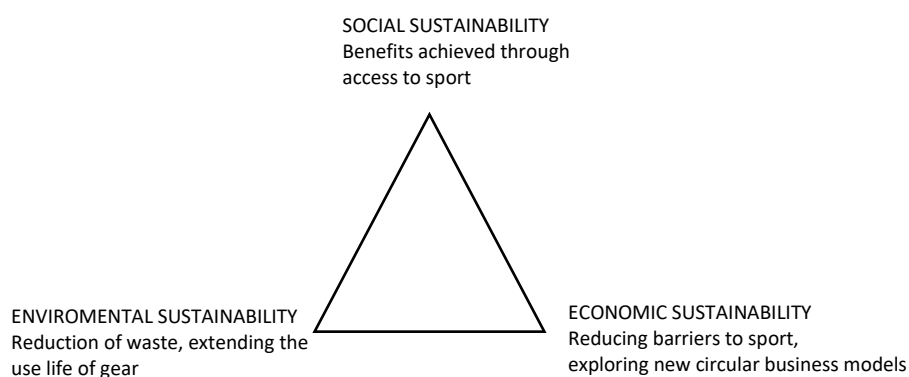 SOCIAL SUSTAINABILITY
Benefits achieved through
access to sport
ENVIROMENTAL SUSTAINABILITY
Reduction of waste, extending the
use life of gear
ECONOMIC SUSTAINABILITY
Reducing barriers to sport,
exploring new circular business models